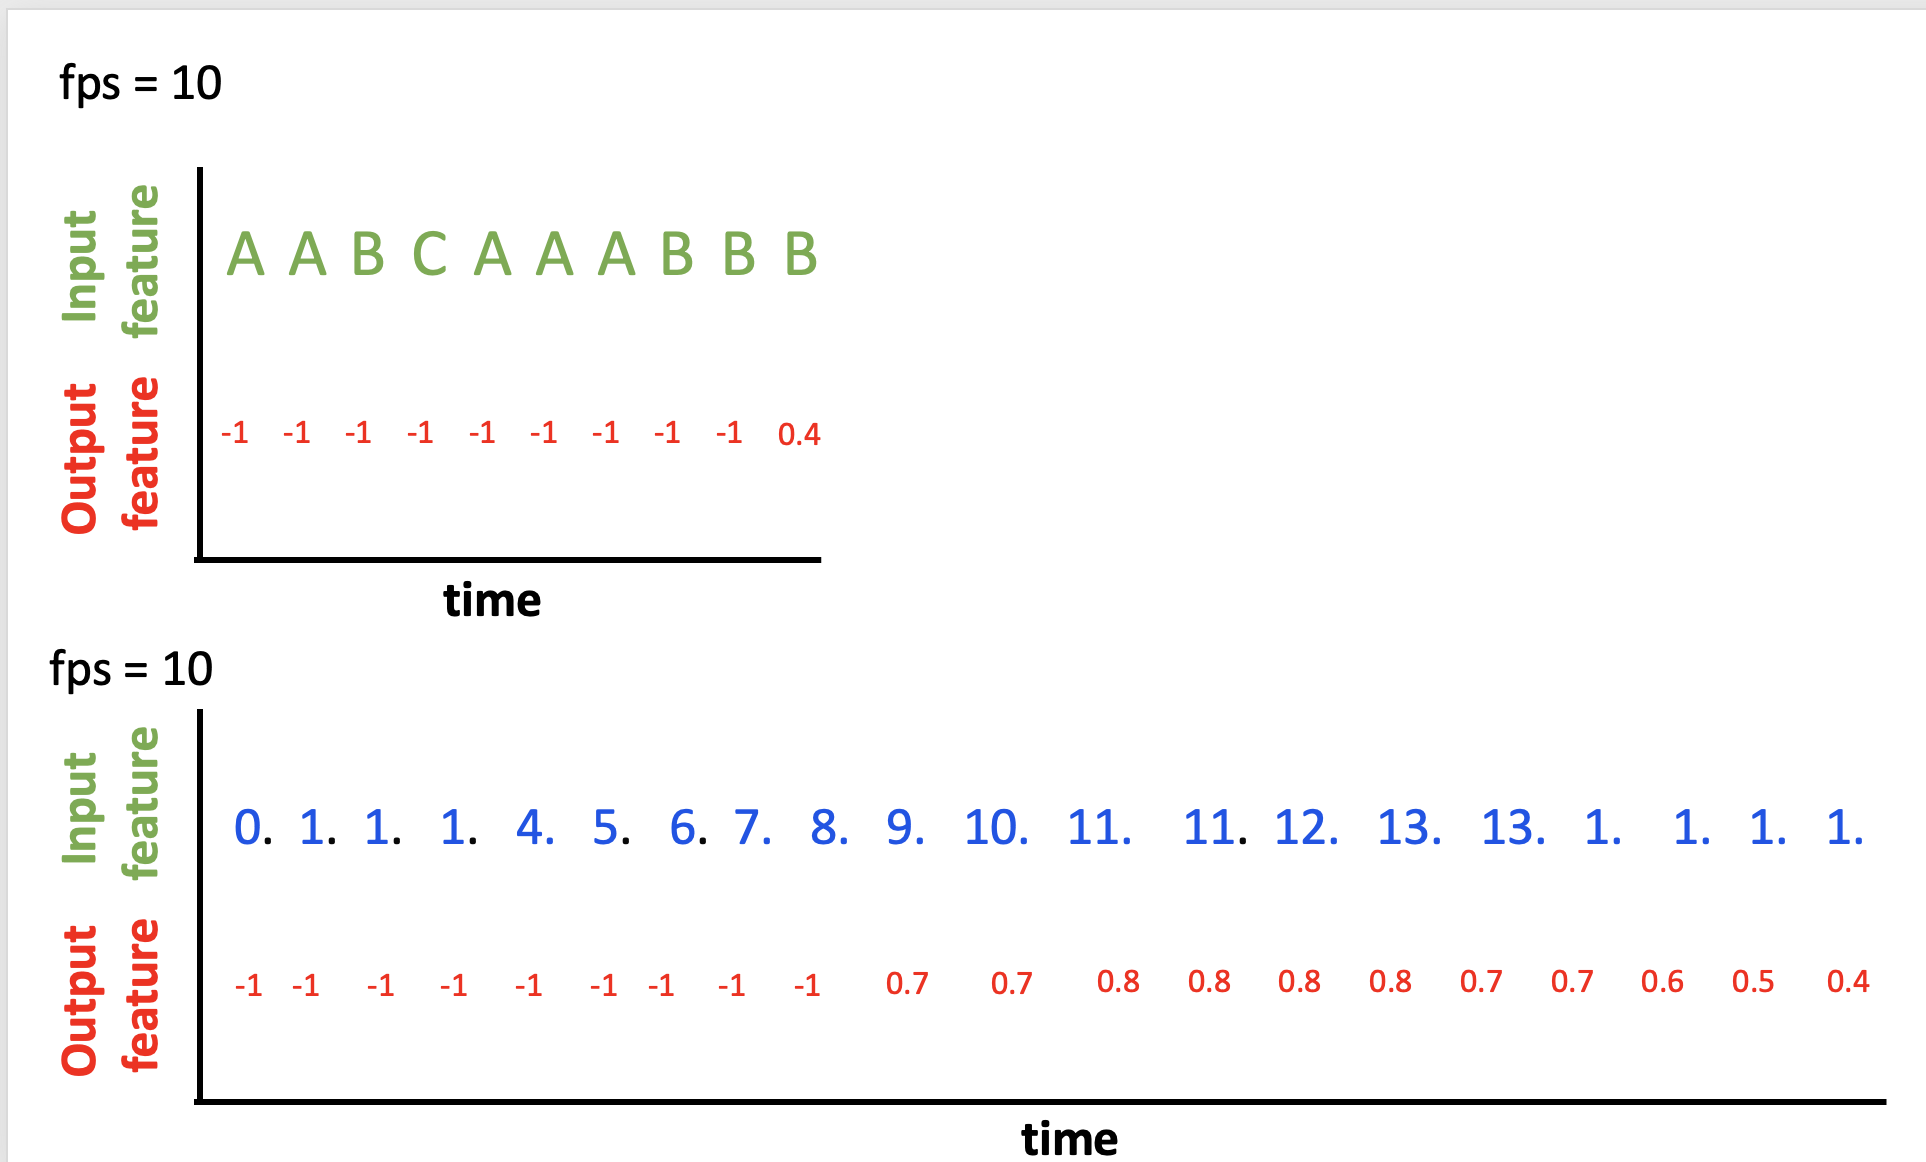 fps = 10
Input feature
A A B C A A A B B B
Output feature
-1 -1 -1 -1 -1 -1 -1 -1 -1 0.4
time
fps = 10
Input feature
0. 1. 1. 1. 4. 5. 6. 7. 8. 9. 10. 11. 11. 12. 13. 13. 1. 1. 1. 1.
Output feature
-1 -1 -1 -1 -1 -1 -1 -1 -1 0.7 0.7 0.8 0.8 0.8 0.8 0.7 0.7 0.6 0.5 0.4
time